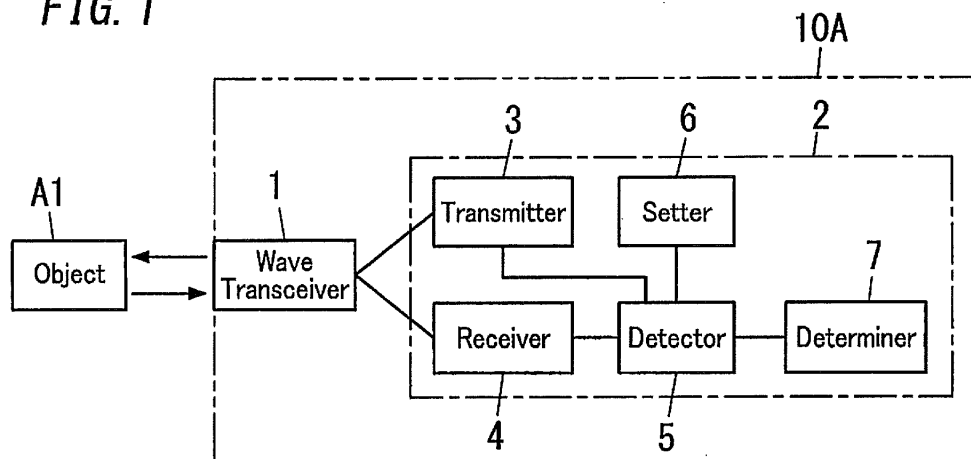 FIG. 1
10A
3
6
2
A1
1
Transmitter
Setter
Object
Wave
Transceiver
7
Receiver
Detector
Determiner
4
5